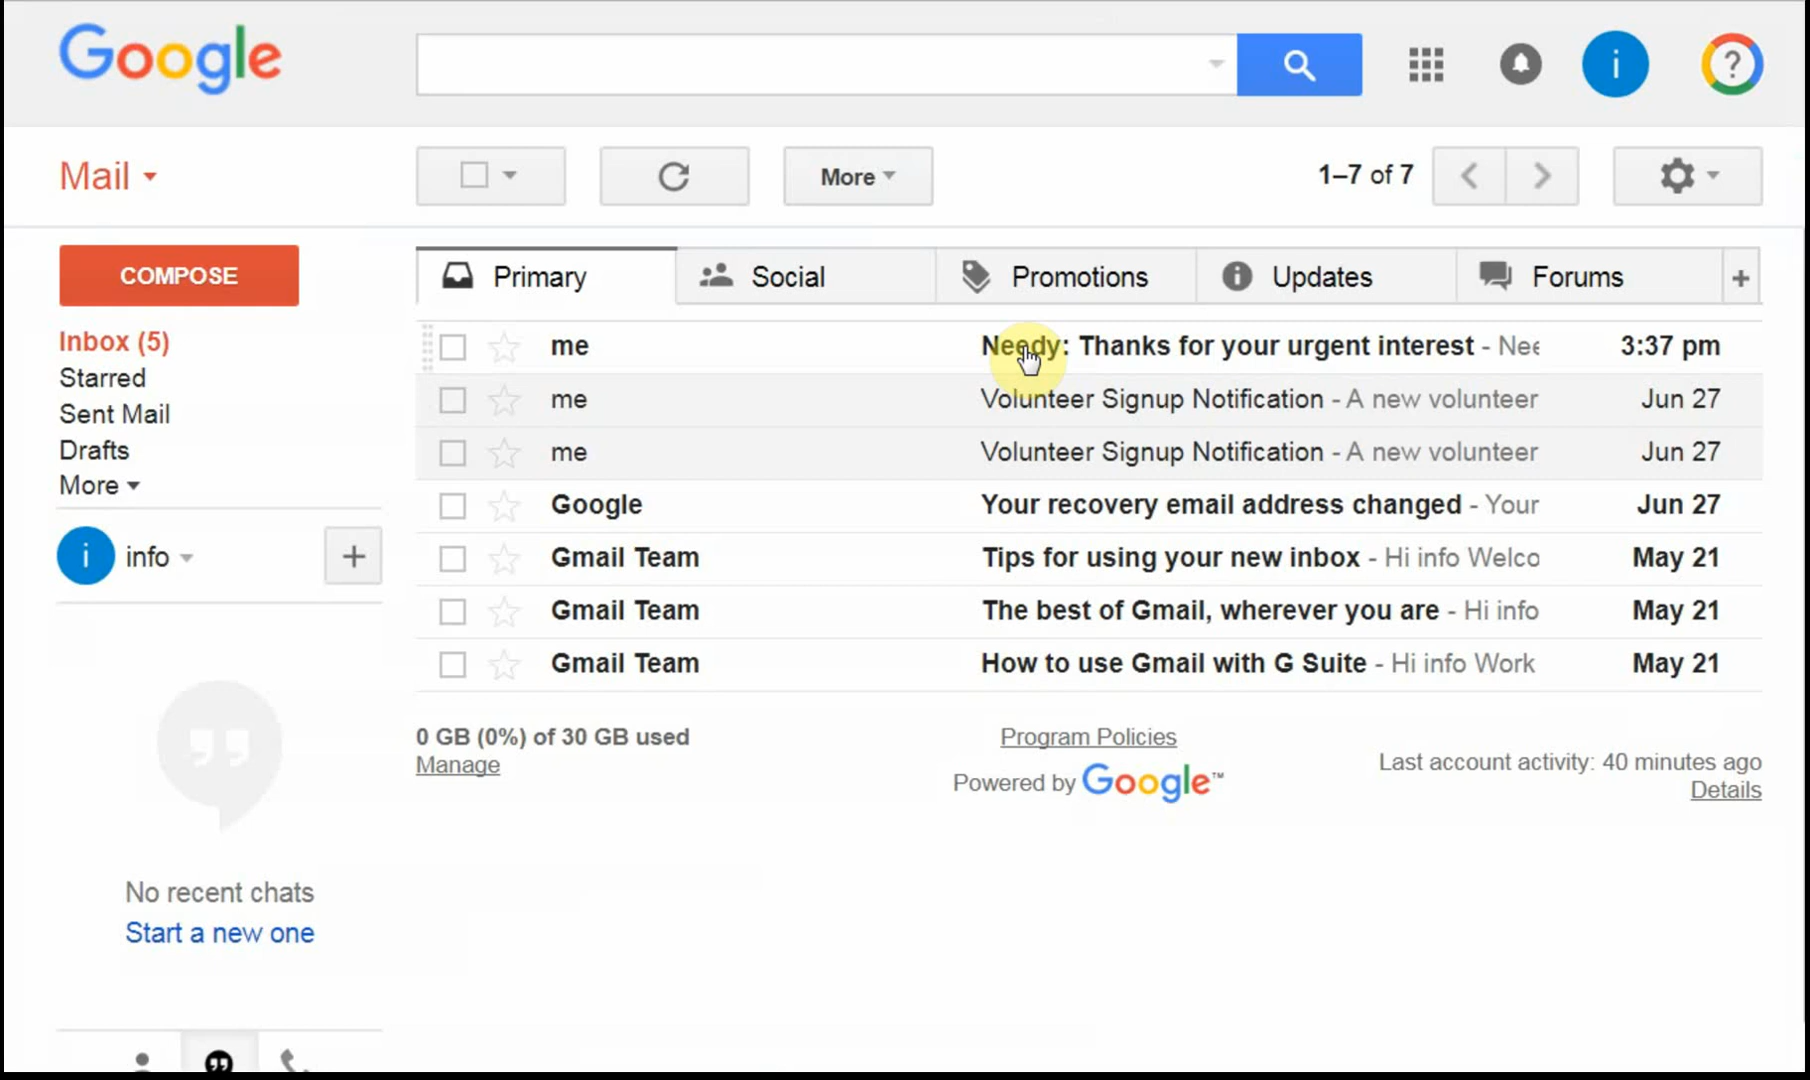 Google
i
?
Mail
More
1–7 of 7
COMPOSE
Primary
Social
Promotions
Updates
Forums
+
Inbox (5)
Starred
Sent Mail
Drafts
More
i info +
me Needy: Thanks for your urgent interest - Nee 3:37 pm
me Volunteer Signup Notification - A new volunteer Jun 27
me Volunteer Signup Notification - A new volunteer Jun 27
Google Your recovery email address changed - Your Jun 27
Gmail Team Tips for using your new inbox - Hi info Welco May 21
Gmail Team The best of Gmail, wherever you are - Hi info May 21
Gmail Team How to use Gmail with G Suite - Hi info Work May 21
0 GB (0%) of 30 GB used
Manage
Program Policies
Powered by Google™
Last account activity: 40 minutes ago
Details
No recent chats
Start a new one